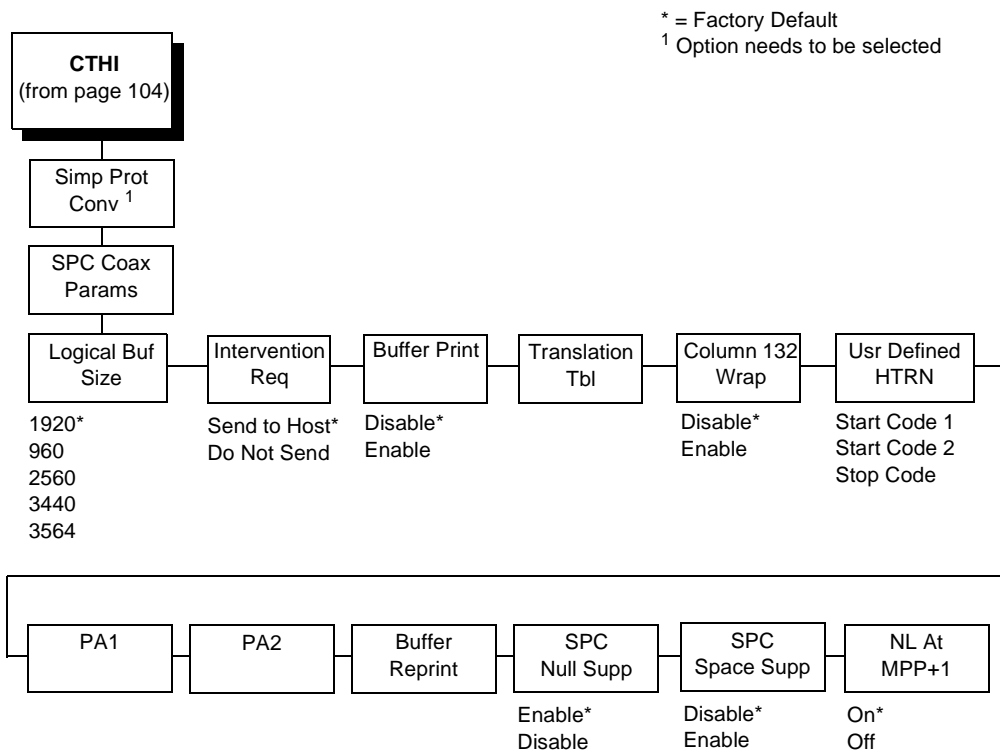 * = Factory Default
1 Option needs to be selected
CTHI
(from page 104)
Simp Prot
Conv 1
SPC Coax
Params
Logical Buf
Size
1920*
960
2560
3440
3564
Intervention
Req
Send to Host*
Do Not Send
Buffer Print
Disable*
Enable
Translation
Tbl
Column 132
Wrap
Disable*
Enable
Usr Defined
HTRN
Start Code 1
Start Code 2
Stop Code
PA1
PA2
Buffer
Reprint
SPC
Null Supp
Enable*
Disable
SPC
Space Supp
Disable*
Enable
NL At
MPP+1
On*
Off